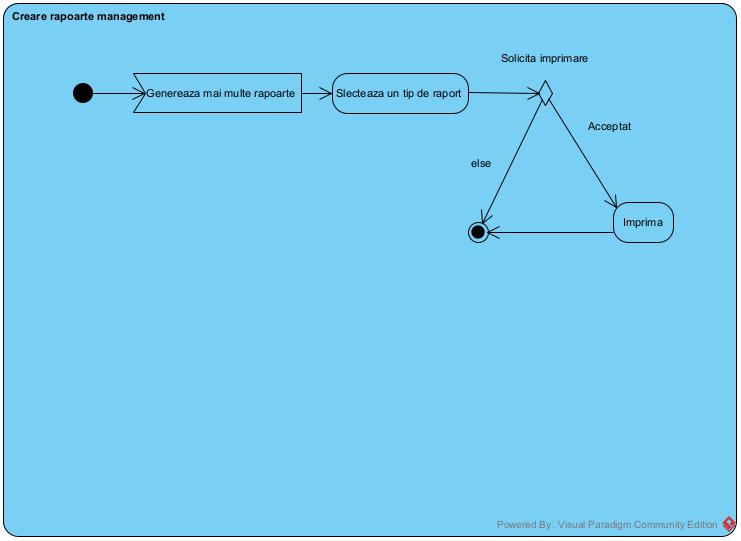 Creare rapoarte management
Solicita imprimare
Genereaza mai multe rapoarte
Slecteaza un tip de raport
Acceptat
else
Imprima
Powered By Visual Paradigm Community Edition